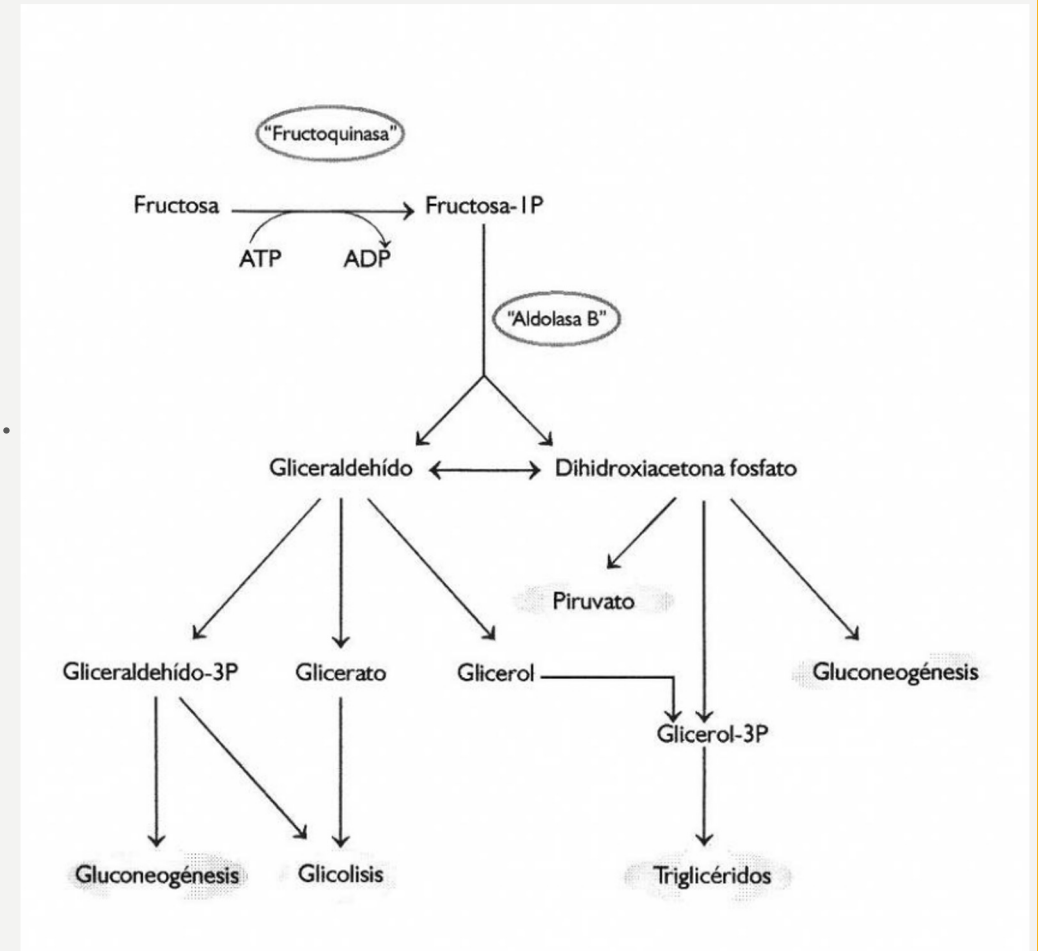 "Fructoquinasa"
Fructosa
Fructosa-1P
ATP
ADP
"Aldolasa B"
Gliceraldehído
Dihidroxiacetona fosfato
Piruvato
Gliceraldehído-3P
Glicerato
Glicerol
Gluconeogénesis
Glicerol-3P
Gluconeogénesis
Glicolisis
Triglicéridos